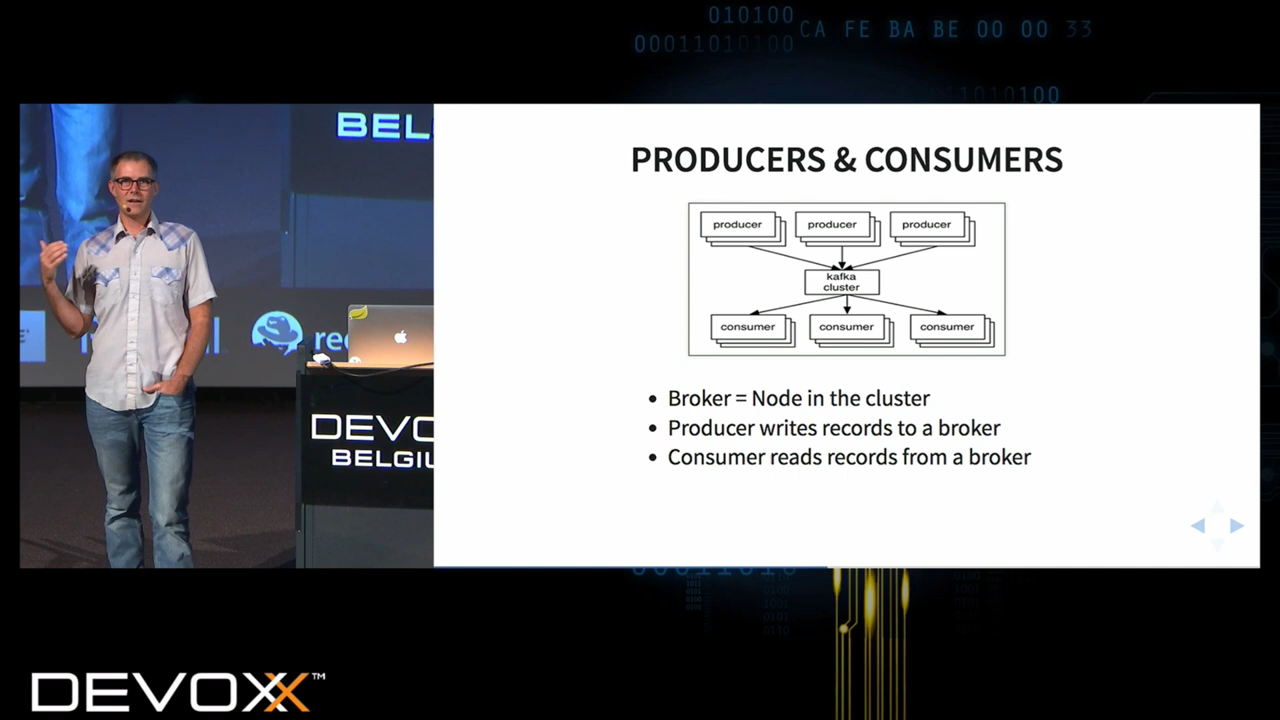 010100
00011010100
CA FE BA BE 00 00 33
1010100
BEL
PRODUCERS & CONSUMERS
producer
producer
producer
kafka
cluster
consumer
consumer
consumer
Broker = Node in the cluster
Producer writes records to a broker
Consumer reads records from a broker
DEVO
BELGIU
DEVOXX™